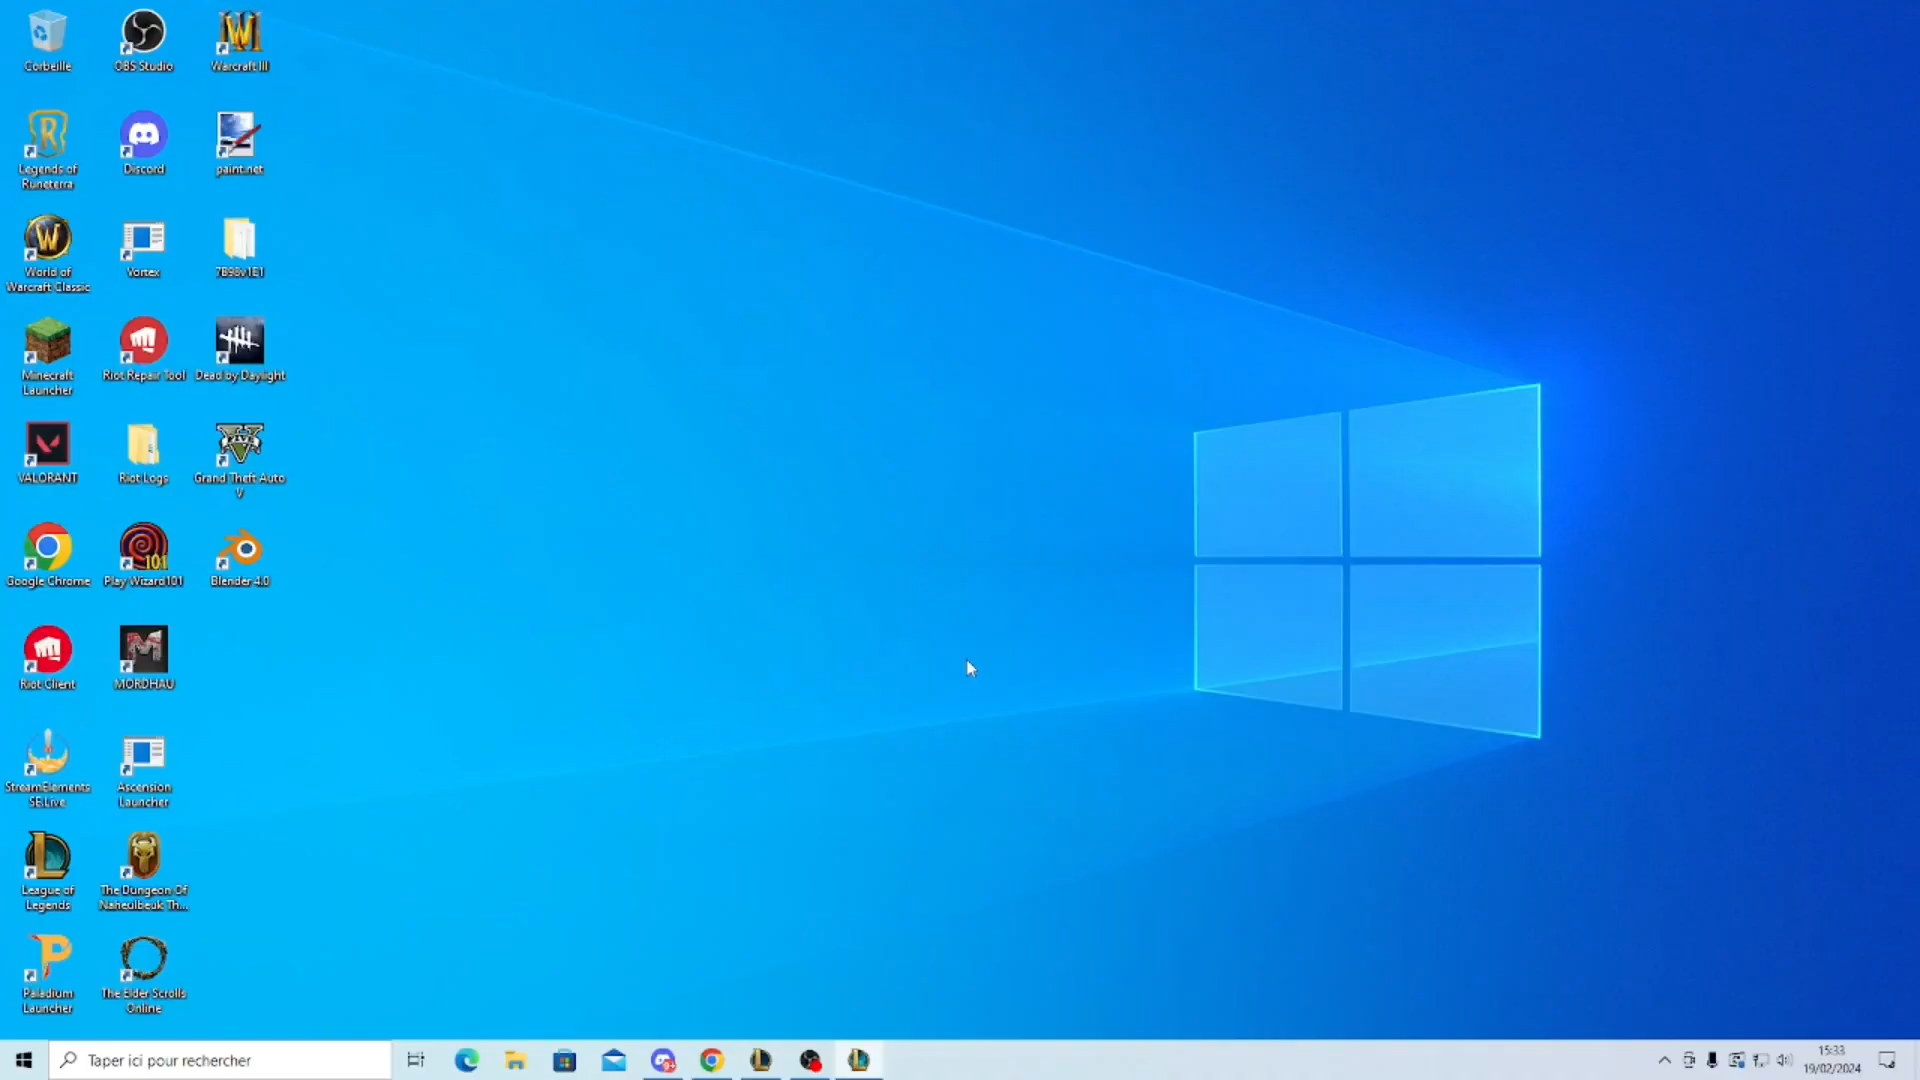 Corbeille
OBS Studio
Warcraft III
Legends of
Runeterra
Discord
paint.net
World of
Warcraft Classic
Vortex
7B98v1E1
Minecraft
Launcher
Riot Repair Tool
Dead by Daylight
VALORANT
Riot Logs
Grand Theft Auto
V
Google Chrome
Play Wizard101
Blender 4.0
Riot Client
MORDHAU
StreamElements
SE.Live
Ascension
Launcher
League of
Legends
The Dungeon Of
Naheulbeuk Th...
Paladium
Launcher
The Elder Scrolls
Online
Taper ici pour rechercher
15:33
19/02/2024